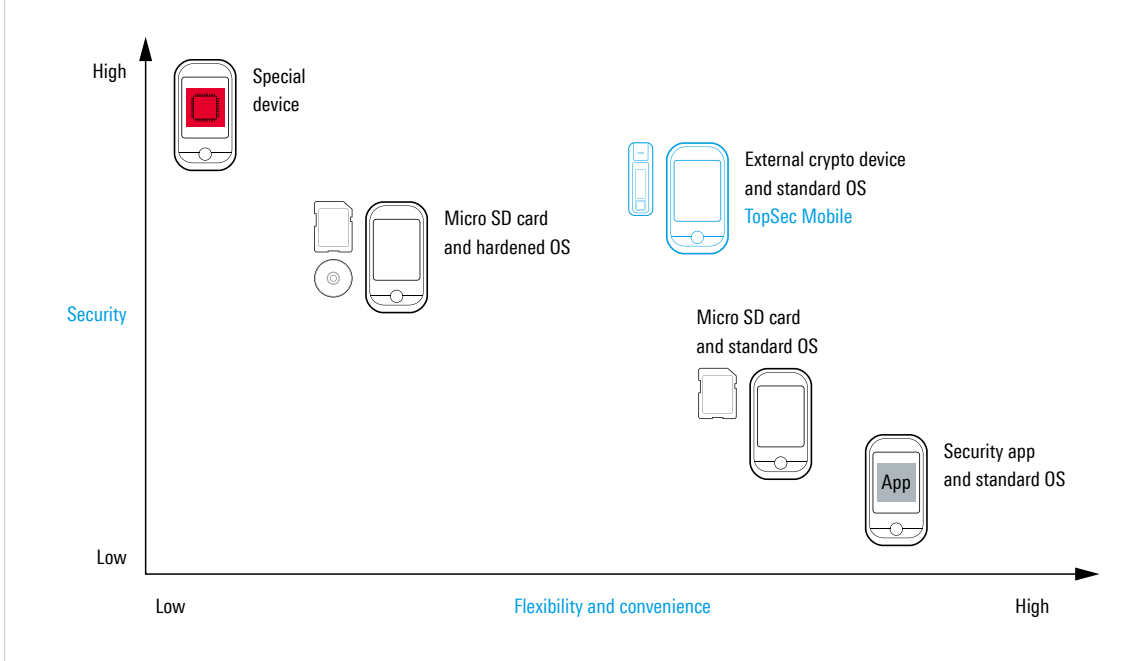 High
Special
device
External crypto device
and standard OS
TopSec Mobile
Micro SD card
and hardened OS
Security
Micro SD card
and standard OS
Security app
and standard OS
App
Low
Low
Flexibility and convenience
High